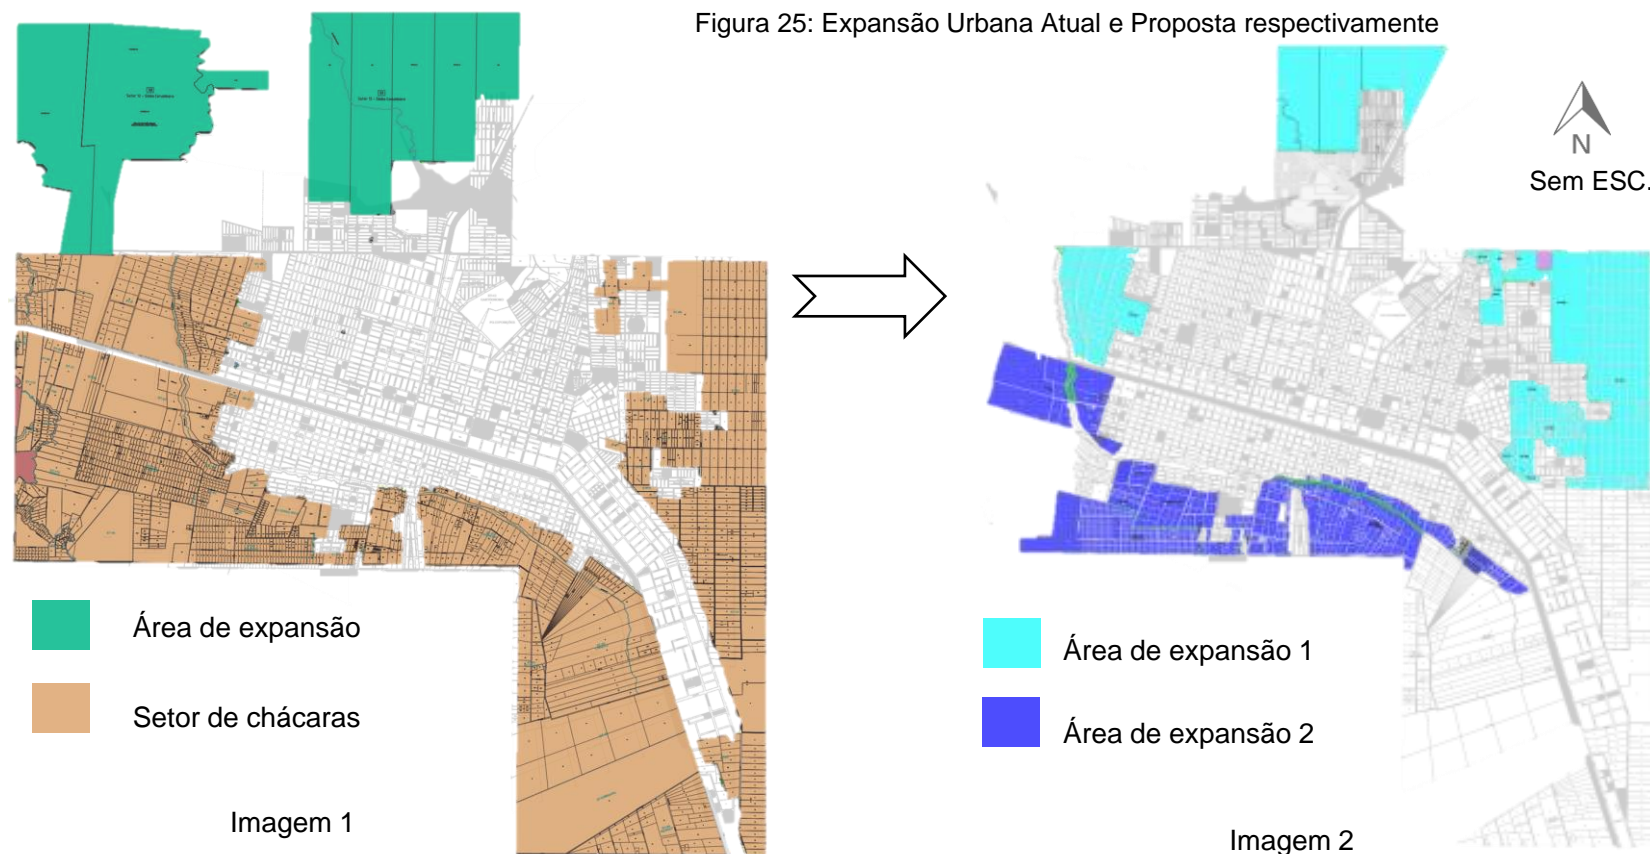 Figura 25: Expansão Urbana Atual e Proposta respectivamente
N
Sem ESC.
Área de expansão
Setor de chácaras
Imagem 1
Área de expansão 1
Área de expansão 2
Imagem 2